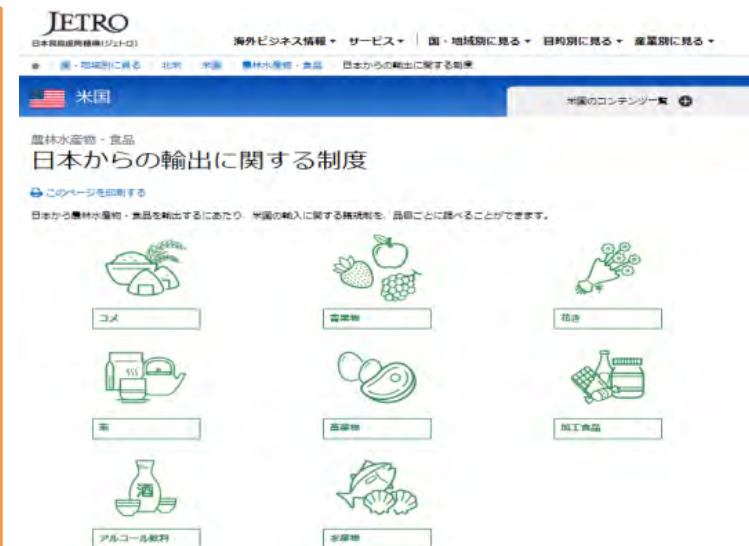 JETRO
日本貿易振興機構(ジェトロ)
海外ビジネス情報 サービス 国・地域別に見る 目的別に見る 産業別に見る
国・地域別に見る 北米 米国 農林水産物・食品 日本からの輸出に関する制度
米国
米国のコンテンツ一覧
農林水産物・食品
日本からの輸出に関する制度
このページを印刷する
日本から農林水産物・食品を輸出するにあたり、米国の輸入に関する諸規制を、品目ごとに調べることができます。
コメ
青果物
花き
茶
畜産物
加工食品
酒
アルコール飲料
水産物